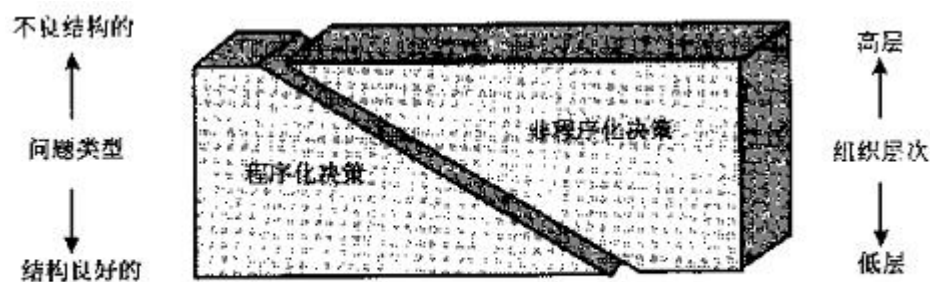 不良结构的
高层
问题类型
非程序化决策
组织层次
程序化决策
结构良好的
低层